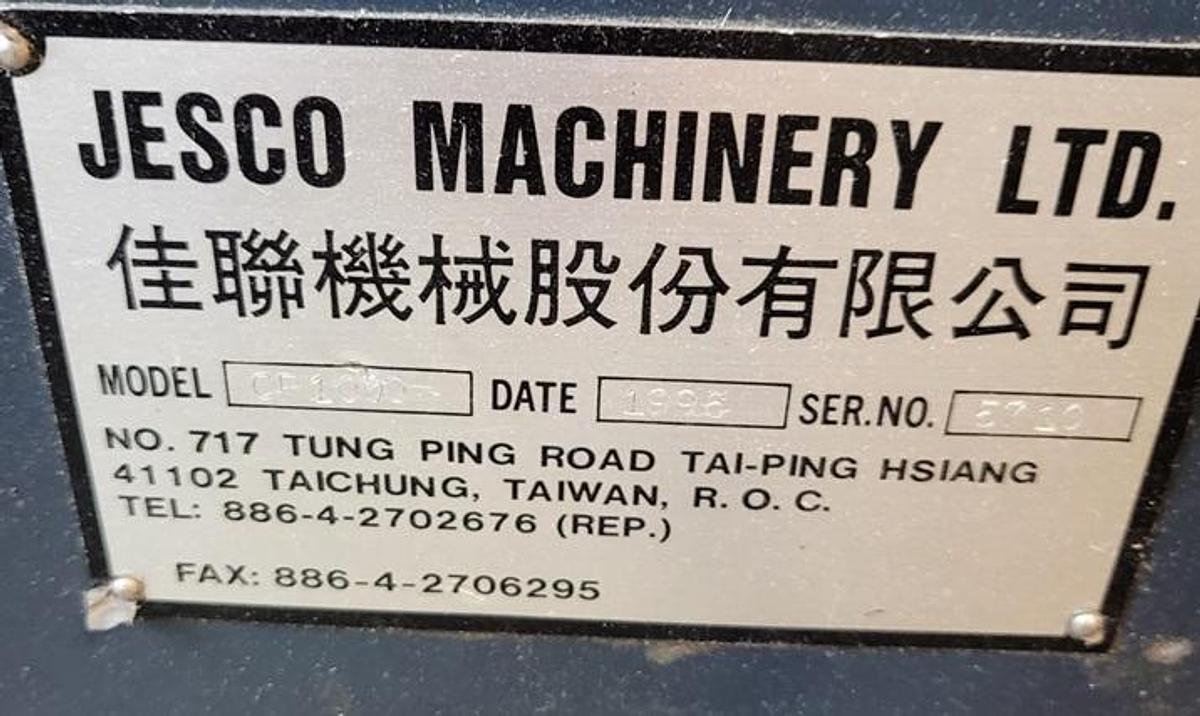 JESCO MACHINERY LTD.
佳聯機械股份有限公司
MODEL DATE SER.NO.
NO. 717 TUNG PING ROAD TAI-PING HSIANG
41102 TAICHUNG, TAIWAN, R. O. C.
TEL: 886-4-2702676 (REP.)
FAX: 886-4-2706295